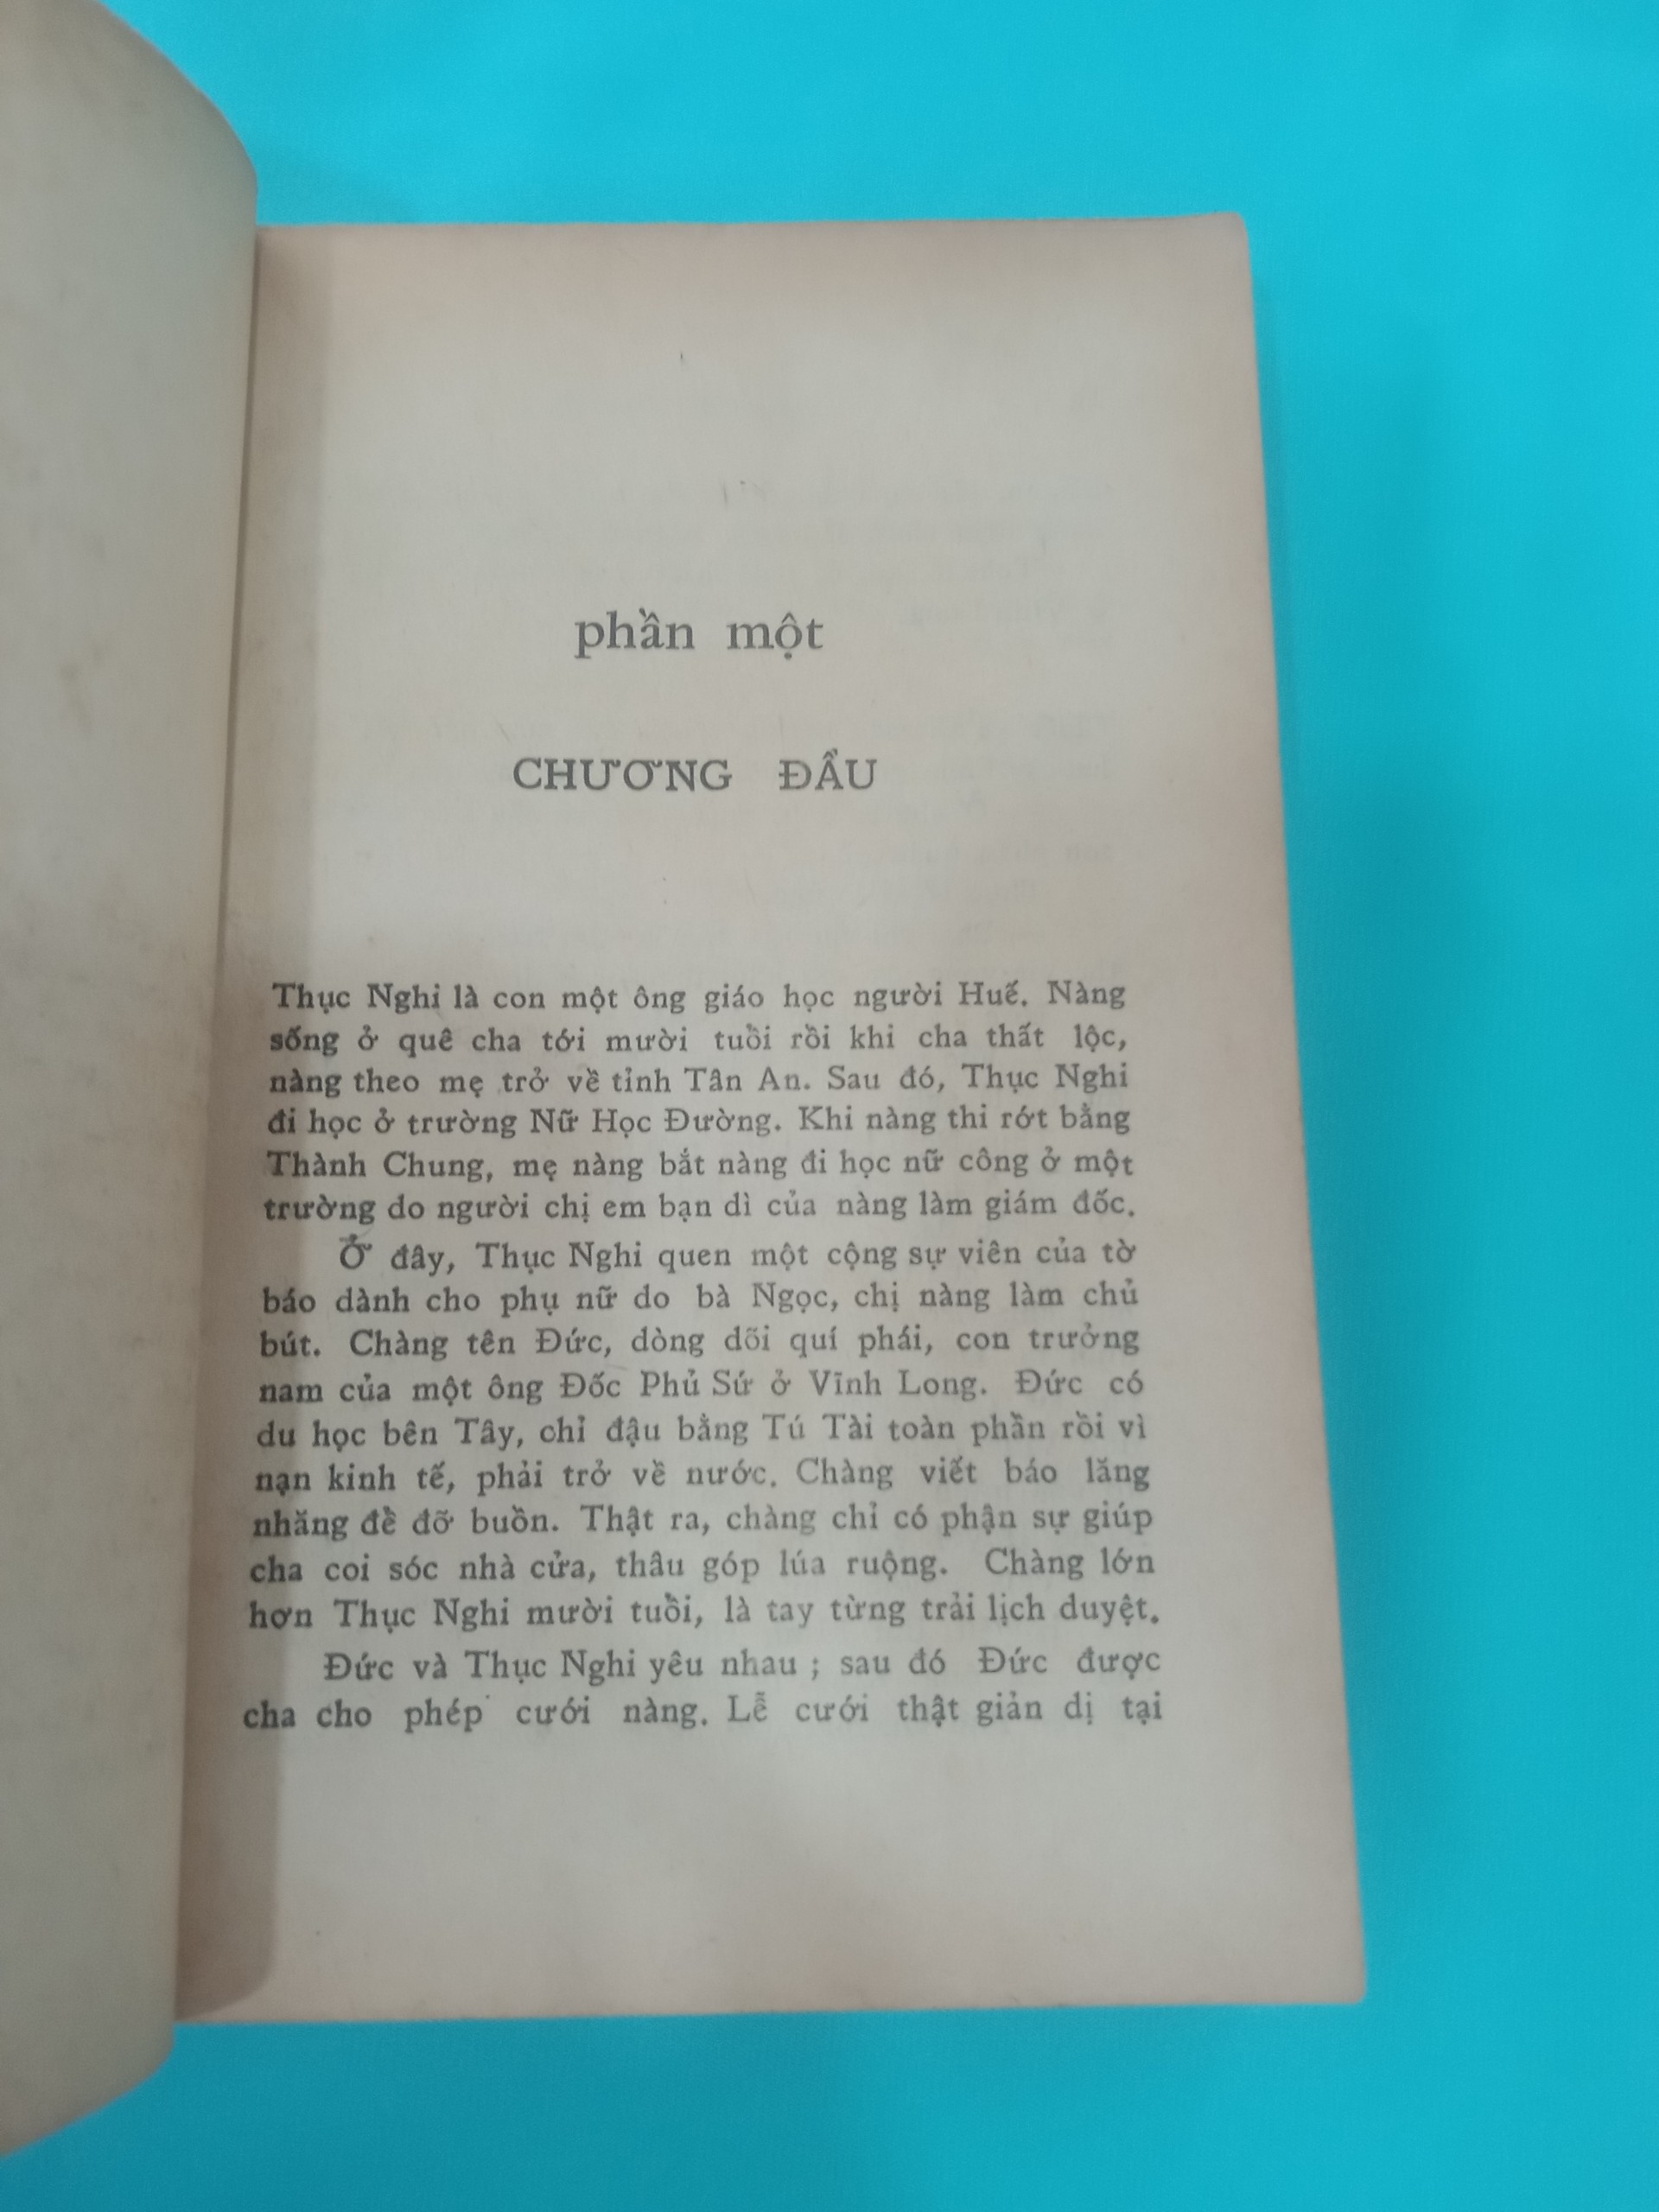 phần một
CHƯƠNG ĐẦU
Thục Nghi là con một ông giáo học người Huế. Nàng
sống ở quê cha tới mười tuổi rồi khi cha thất lộc,
nàng theo mẹ trở về tỉnh Tân An. Sau đó, Thục Nghi
đi học ở trường Nữ Học Đường. Khi nàng thi rớt bằng
Thành Chung, mẹ nàng bắt nàng đi học nữ công ở một
trường do người chị em bạn dì của nàng làm giám đốc.
Ở đây, Thục Nghi quen một cộng sự viên của tờ
báo dành cho phụ nữ do bà Ngọc, chị nàng làm chủ
bút. Chàng tên Đức, dòng dõi quí phái, con trưởng
nam của một ông Đốc Phủ Sứ ở Vĩnh Long. Đức có
du học bên Tây, chỉ đậu bằng Tú Tài toàn phần rồi vì
nạn kinh tế, phải trở về nước. Chàng viết báo lăng
nhăng để đỡ buồn. Thật ra, chàng chỉ có phận sự giúp
cha coi sóc nhà cửa, thâu góp lúa ruộng. Chàng lớn
hơn Thục Nghi mười tuổi, là tay từng trải lịch duyệt.
Đức và Thục Nghi yêu nhau ; sau đó Đức được
cha cho phép cưới nàng. Lễ cưới thật giản dị tại